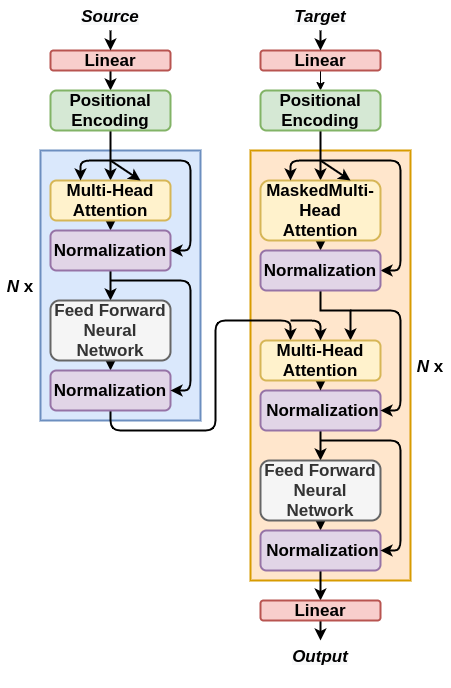 Source
Linear
Positional
Encoding
Multi-Head
Attention
Normalization
N x
Feed Forward
Neural
Network
Normalization
Target
Linear
Positional
Encoding
MaskedMulti-
Head
Attention
Normalization
Multi-Head
Attention
N x
Normalization
Feed Forward
Neural
Network
Normalization
Linear
Output